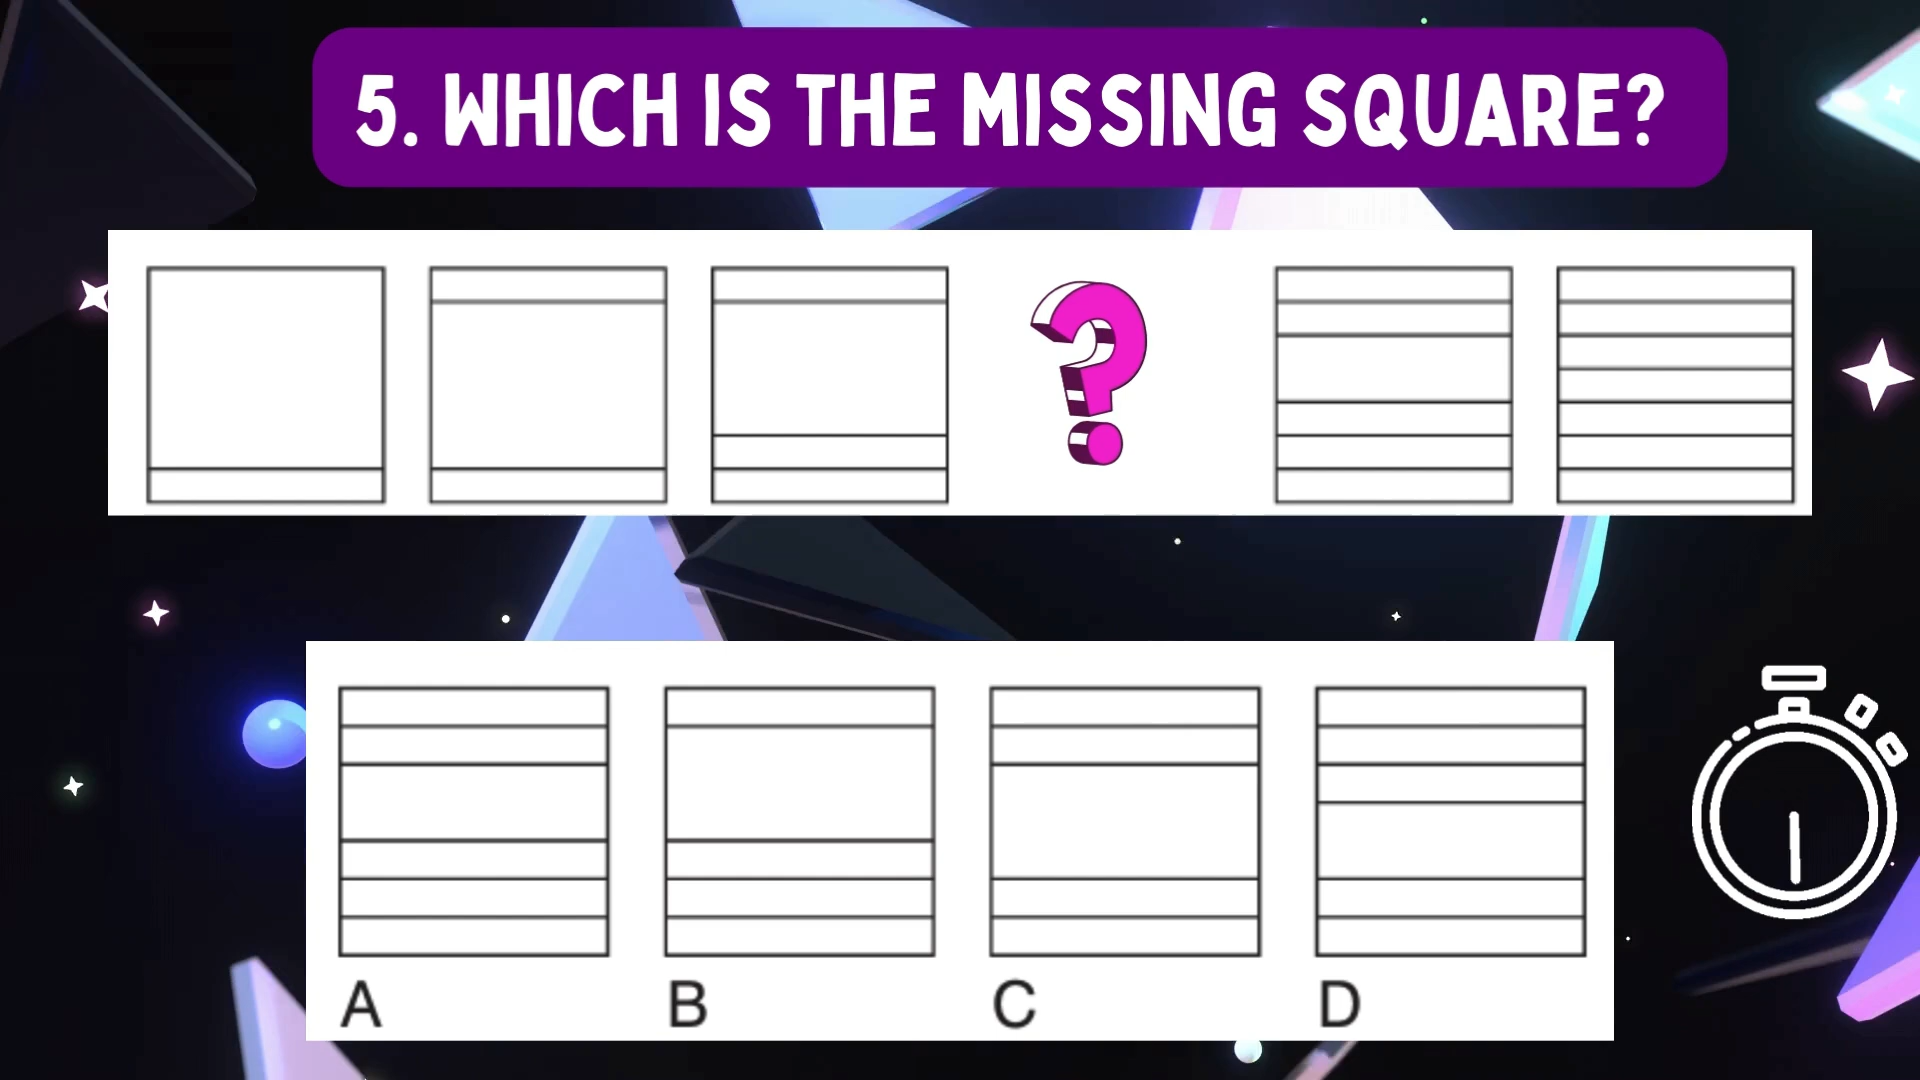 5. WHICH IS THE MISSING SQUARE?
?
A B C D